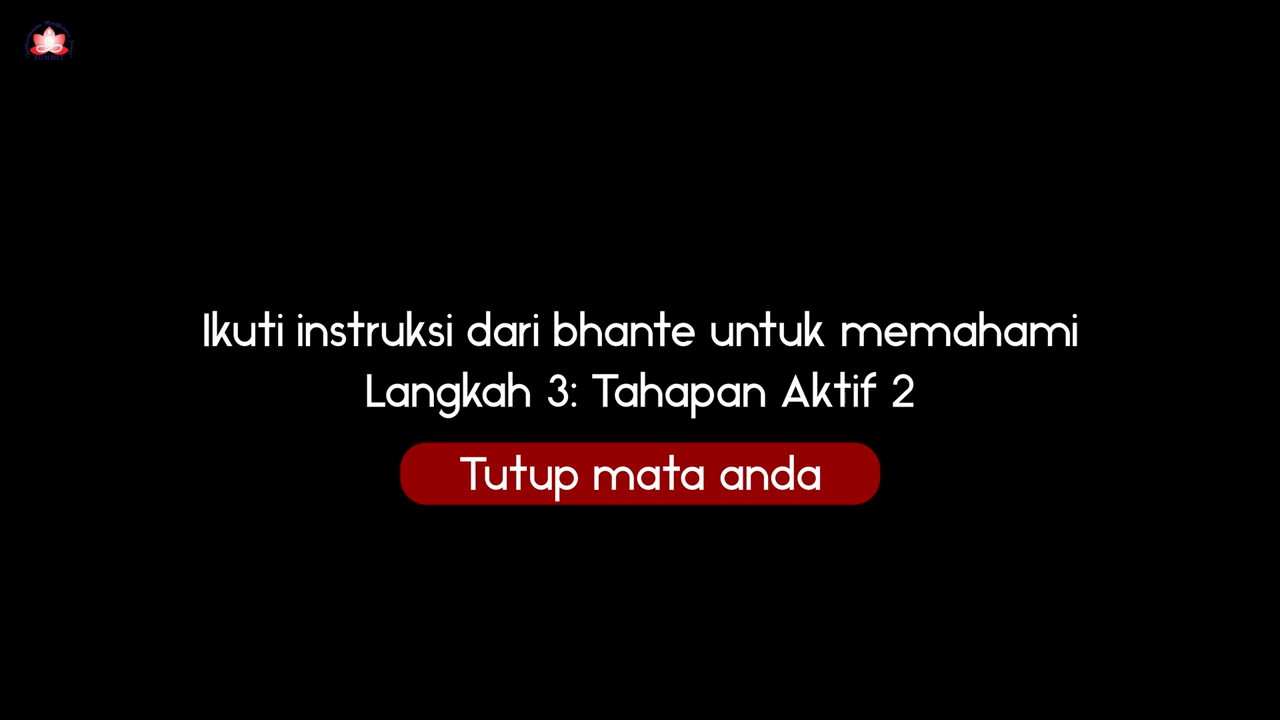 Ikuti instruksi dari bhante untuk memahami
Langkah 3: Tahapan Aktif 2
Tutup mata anda